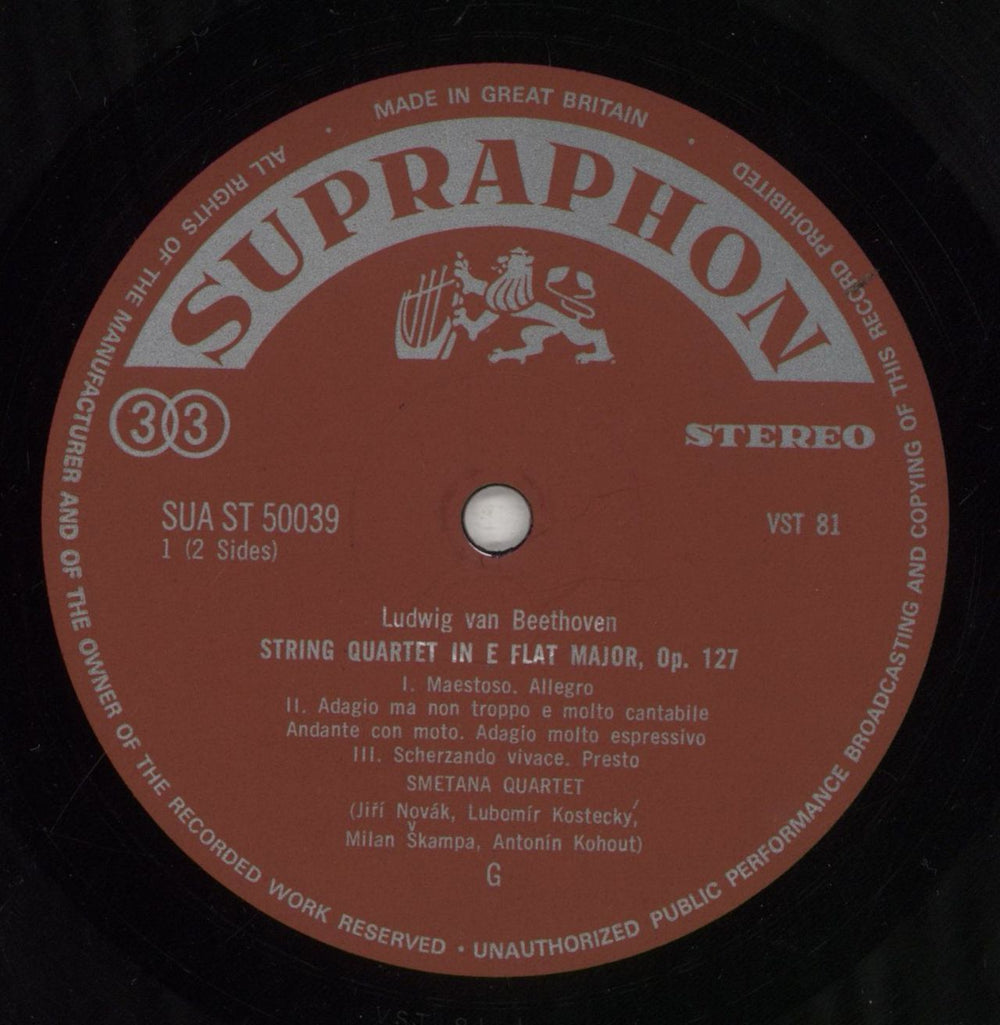 MADE IN GREAT BRITAIN
SUPRAPHON
33
STEREO
SUA ST 50039
VST 81
1 (2 Sides)
Ludwig van Beethoven
STRING QUARTET IN E FLAT MAJOR, Op. 127
I. Maestoso. Allegro
II. Adagio ma non troppo e molto cantabile
Andante con moto. Adagio molto espressivo
III. Scherzando vivace. Presto
SMETANA QUARTET
(Jiří Novák, Lubomír Kostecký,
Milan Škampa, Antonín Kohout)
G
ALL RIGHTS OF THE MANUFACTURER AND OF THE OWNER OF THE RECORDED WORK RESERVED • UNAUTHORIZED PUBLIC PERFORMANCE BROADCASTING AND COPYING OF THIS RECORD PROHIBITED